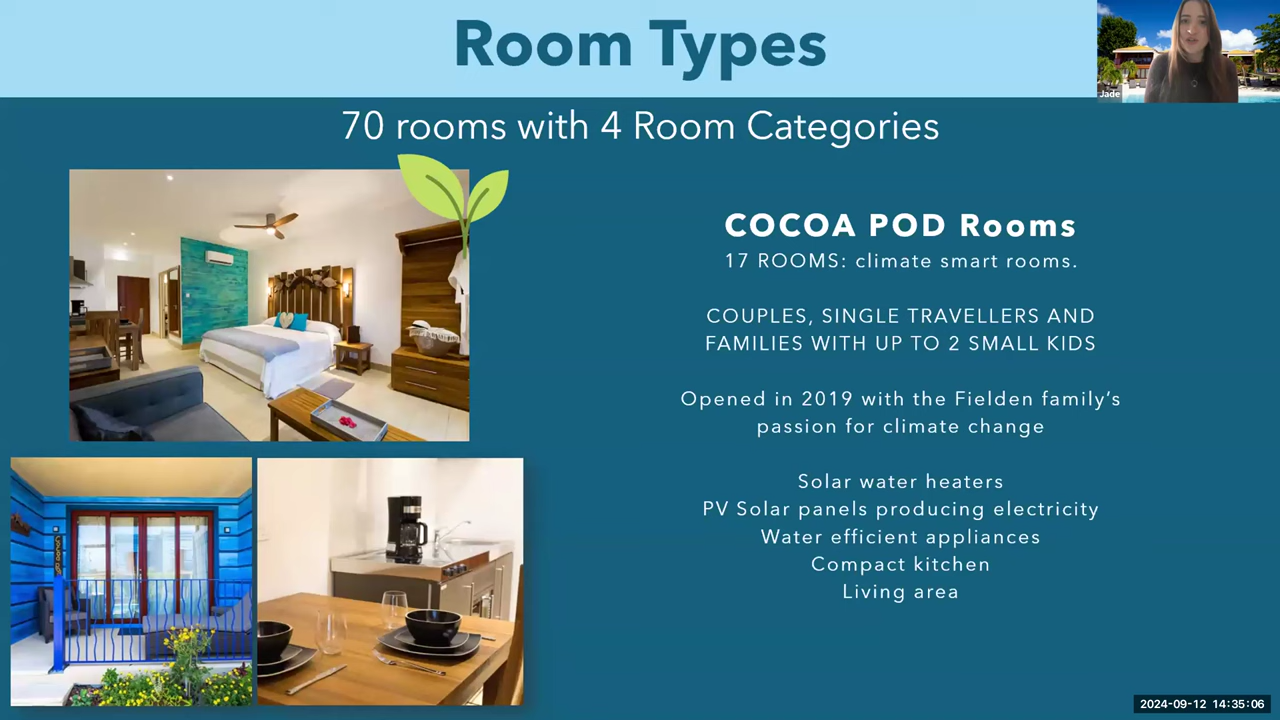 Room Types
Jade
70 rooms with 4 Room Categories
COCOA POD Rooms
17 ROOMS: climate smart rooms.
COUPLES, SINGLE TRAVELLERS AND
FAMILIES WITH UP TO 2 SMALL KIDS
Opened in 2019 with the Fielden family's
passion for climate change
Solar water heaters
PV Solar panels producing electricity
Water efficient appliances
Compact kitchen
Living area
2024-09-12 14:35:06